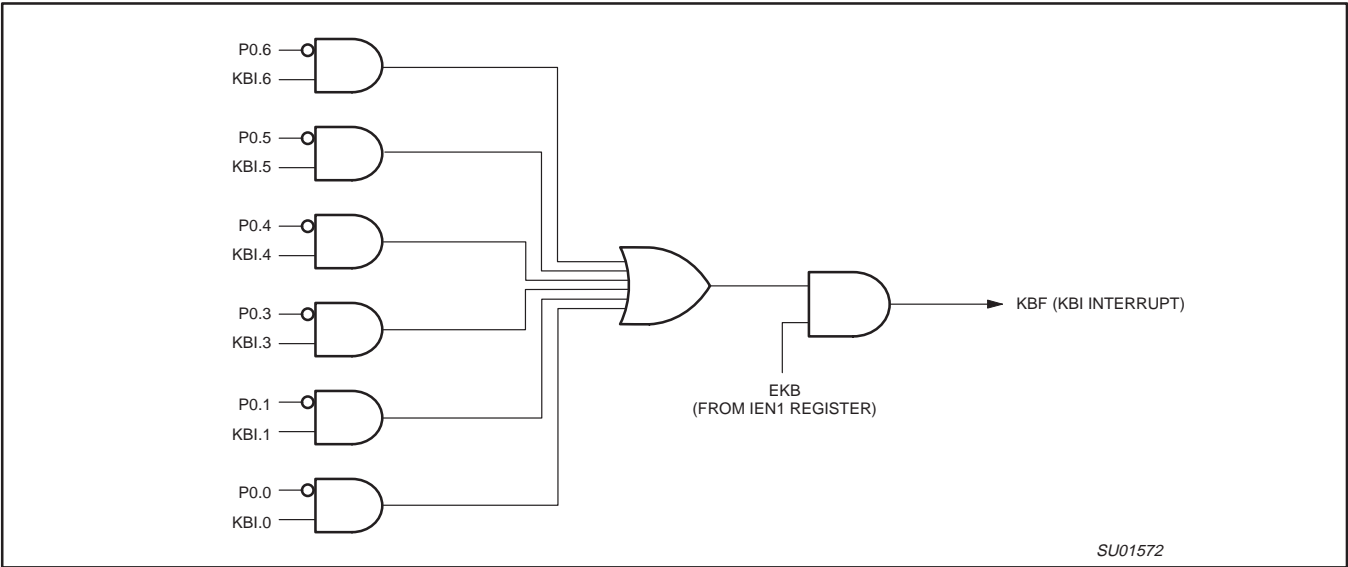 P0.6
KBI.6
P0.5
KBI.5
P0.4
KBI.4
P0.3
KBI.3
P0.1
KBI.1
P0.0
KBI.0
EKB
(FROM IEN1 REGISTER)
KBF (KBI INTERRUPT)
SU01572